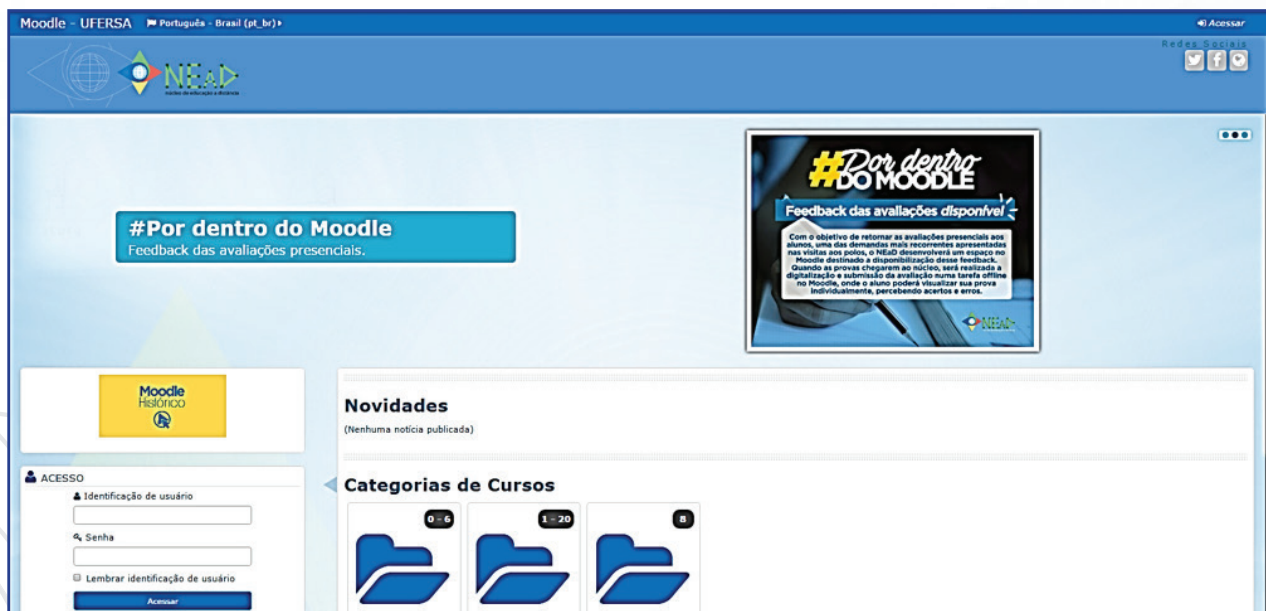 Moodle - UFERSA Português - Brasil (pt_br)
Acessar
Redes Sociais
NEaD
núcleo de educação a distância
#Por dentro do Moodle
Feedback das avaliações presenciais.
#Por dentro
DO MOODLE
Feedback das avaliações disponível
Com o objetivo de retornar as avaliações presenciais aos
alunos, uma das demandas mais recorrentes apresentadas
nas visitas aos polos, o NEaD desenvolverá um espaço no
Moodle destinado a disponibilização desse feedback.
Quando as provas chegarem ao núcleo, será realizada a
digitalização e submissão da avaliação numa tarefa offline
no Moodle, onde o aluno poderá visualizar sua prova
individualmente, percebendo acertos e erros.
NEaD
Moodle
Histórico
Novidades
(Nenhuma notícia publicada)
ACESSO
Identificação de usuário
Senha
Lembrar identificação de usuário
Acessar
Categorias de Cursos
0 - 6
1 - 20
8